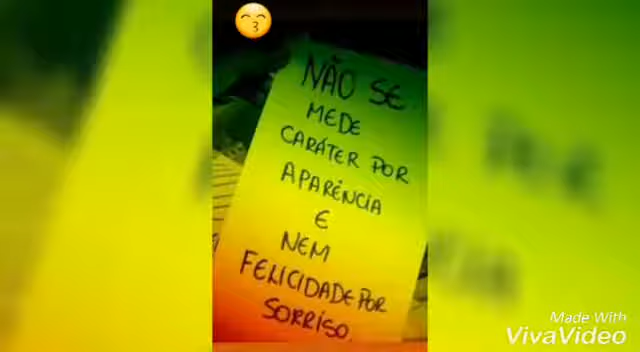 NÃO SE
MEDE
CARÁTER POR
APARÊNCIA
E
NEM
FELICIDADE POR
SORRISO.
Made With
VivaVideo